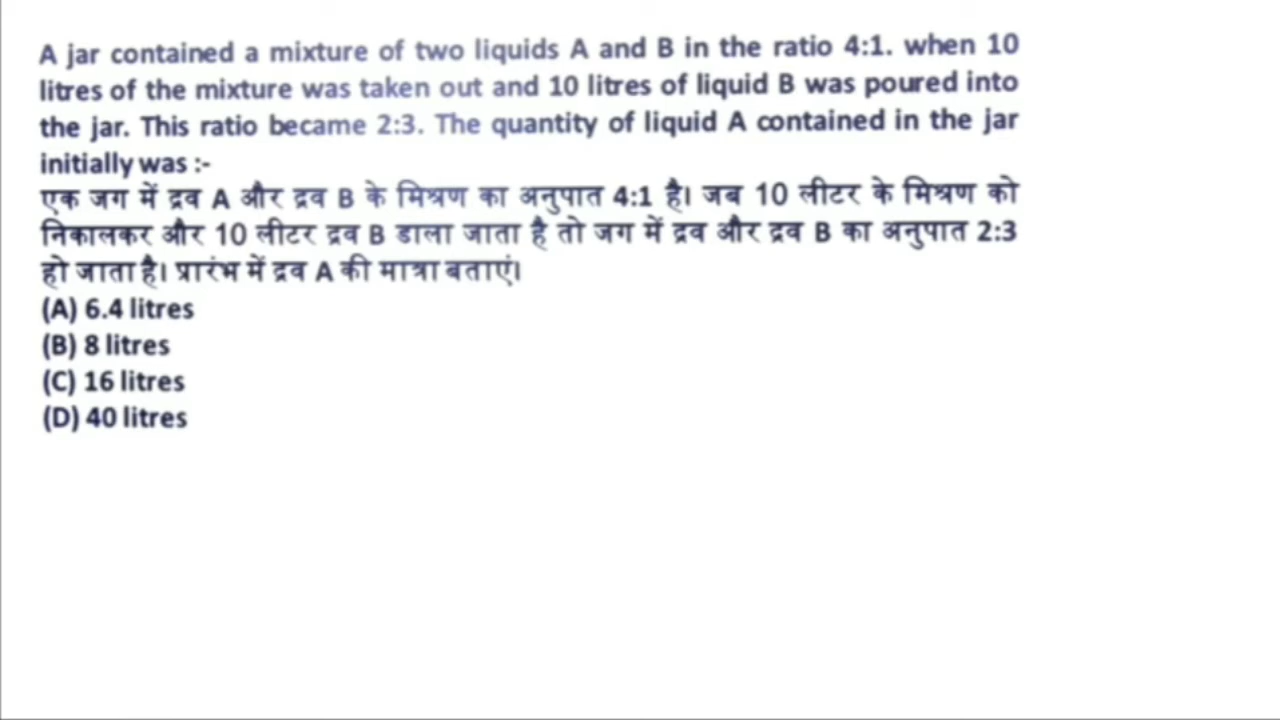 A jar contained a mixture of two liquids A and B in the ratio 4:1. when 10
litres of the mixture was taken out and 10 litres of liquid B was poured into
the jar. This ratio became 2:3. The quantity of liquid A contained in the jar
initially was :-
एक जग में द्रव A और द्रव B के मिश्रण का अनुपात 4:1 है। जब 10 लीटर के मिश्रण को
निकालकर और 10 लीटर द्रव B डाला जाता है तो जग में द्रव और द्रव B का अनुपात 2:3
हो जाता है। प्रारंभ में द्रव A की मात्रा बताएं।
(A) 6.4 litres
(B) 8 litres
(C) 16 litres
(D) 40 litres